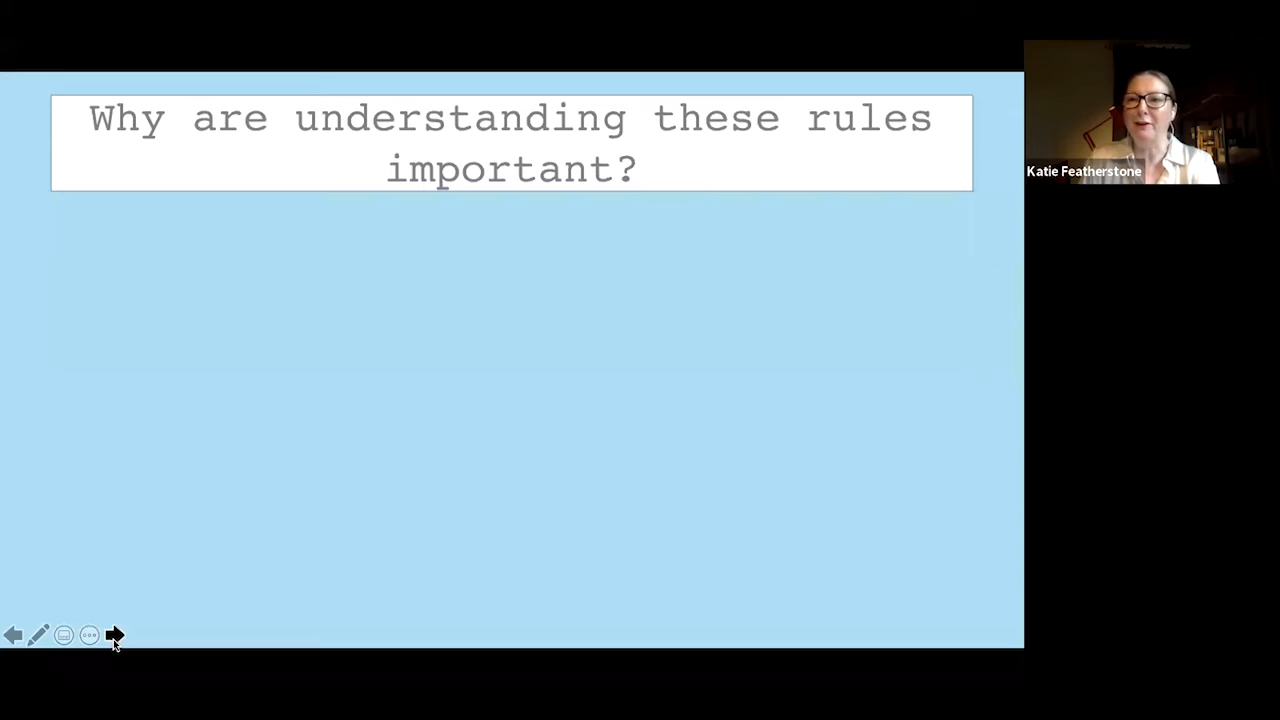 Why are understanding these rules
important?
Katie Featherstone